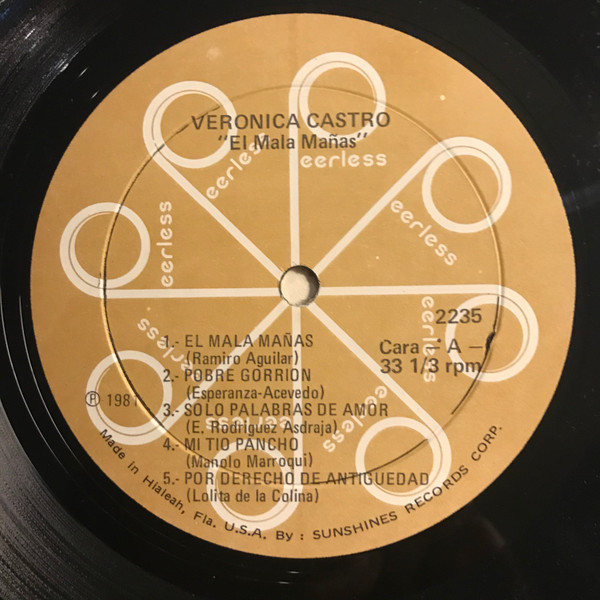 VERONICA CASTRO
"El Mala Mañas"
eerless
eerless
eerless
eerless
eerless
eerless
eerless
eerless
2235
Cara - A -
33 1/3 rpm
1.- EL MALA MAÑAS
(Ramiro Aguilar)
2.- POBRE GORRION
(Esperanza-Acevedo)
3.- SOLO PALABRAS DE AMOR
(E. Rodriguez Asdraja)
4.- MI TIO PANCHO
(Manolo Marroqui)
5.- POR DERECHO DE ANTIGUEDAD
(Lolita de la Colina)
Ⓟ 1981
Made in Hialeah, Fla. U.S.A. By : SUNSHINES RECORDS CORP.